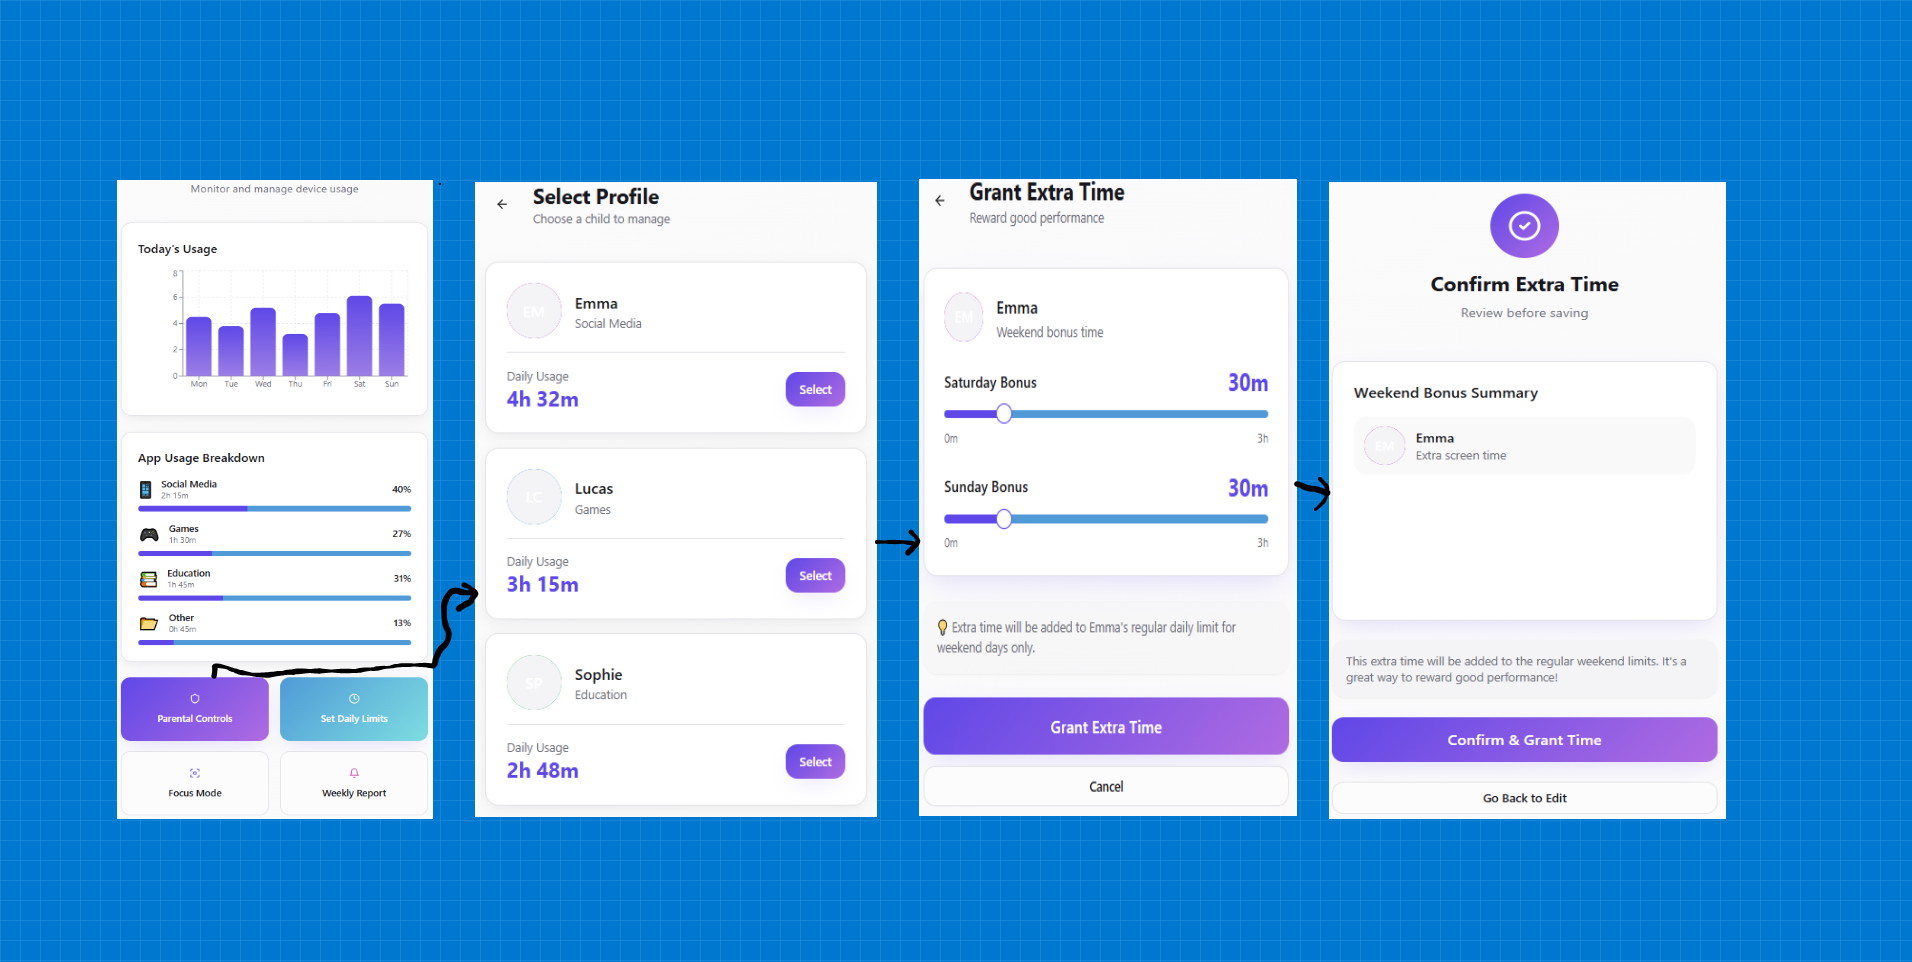 Monitor and manage device usage
Today's Usage
8
6
4
2
0
Mon Tue Wed Thu Fri Sat Sun
App Usage Breakdown
Social Media
2h 15m
40%
Games
1h 30m
27%
Education
1h 45m
31%
Other
0h 45m
13%
Parental Controls
Set Daily Limits
Focus Mode
Weekly Report
Select Profile
Choose a child to manage
EM
Emma
Social Media
Daily Usage
4h 32m
Select
LC
Lucas
Games
Daily Usage
3h 15m
Select
SP
Sophie
Education
Daily Usage
2h 48m
Select
Grant Extra Time
Reward good performance
EM
Emma
Weekend bonus time
Saturday Bonus
30m
0m
3h
Sunday Bonus
30m
0m
3h
Extra time will be added to Emma's regular daily limit for
weekend days only.
Grant Extra Time
Cancel
Confirm Extra Time
Review before saving
Weekend Bonus Summary
EM
Emma
Extra screen time
This extra time will be added to the regular weekend limits. It's a
great way to reward good performance!
Confirm & Grant Time
Go Back to Edit